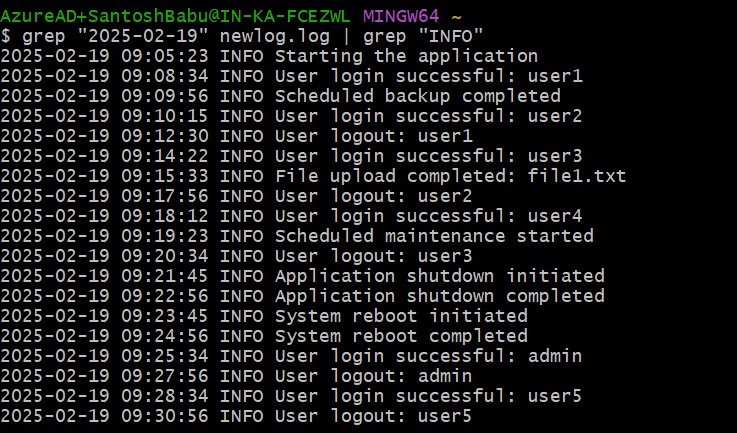 AzureAD+SantoshBabu@IN-KA-FCEZWL MINGW64 ~
$ grep "2025-02-19" newlog.log | grep "INFO"
2025-02-19 09:05:23 INFO Starting the application
2025-02-19 09:08:34 INFO User login successful: user1
2025-02-19 09:09:56 INFO Scheduled backup completed
2025-02-19 09:10:15 INFO User login successful: user2
2025-02-19 09:12:30 INFO User logout: user1
2025-02-19 09:14:22 INFO User login successful: user3
2025-02-19 09:15:33 INFO File upload completed: file1.txt
2025-02-19 09:17:56 INFO User logout: user2
2025-02-19 09:18:12 INFO User login successful: user4
2025-02-19 09:19:23 INFO Scheduled maintenance started
2025-02-19 09:20:34 INFO User logout: user3
2025-02-19 09:21:45 INFO Application shutdown initiated
2025-02-19 09:22:56 INFO Application shutdown completed
2025-02-19 09:23:45 INFO System reboot initiated
2025-02-19 09:24:56 INFO System reboot completed
2025-02-19 09:25:34 INFO User login successful: admin
2025-02-19 09:27:56 INFO User logout: admin
2025-02-19 09:28:34 INFO User login successful: user5
2025-02-19 09:30:56 INFO User logout: user5